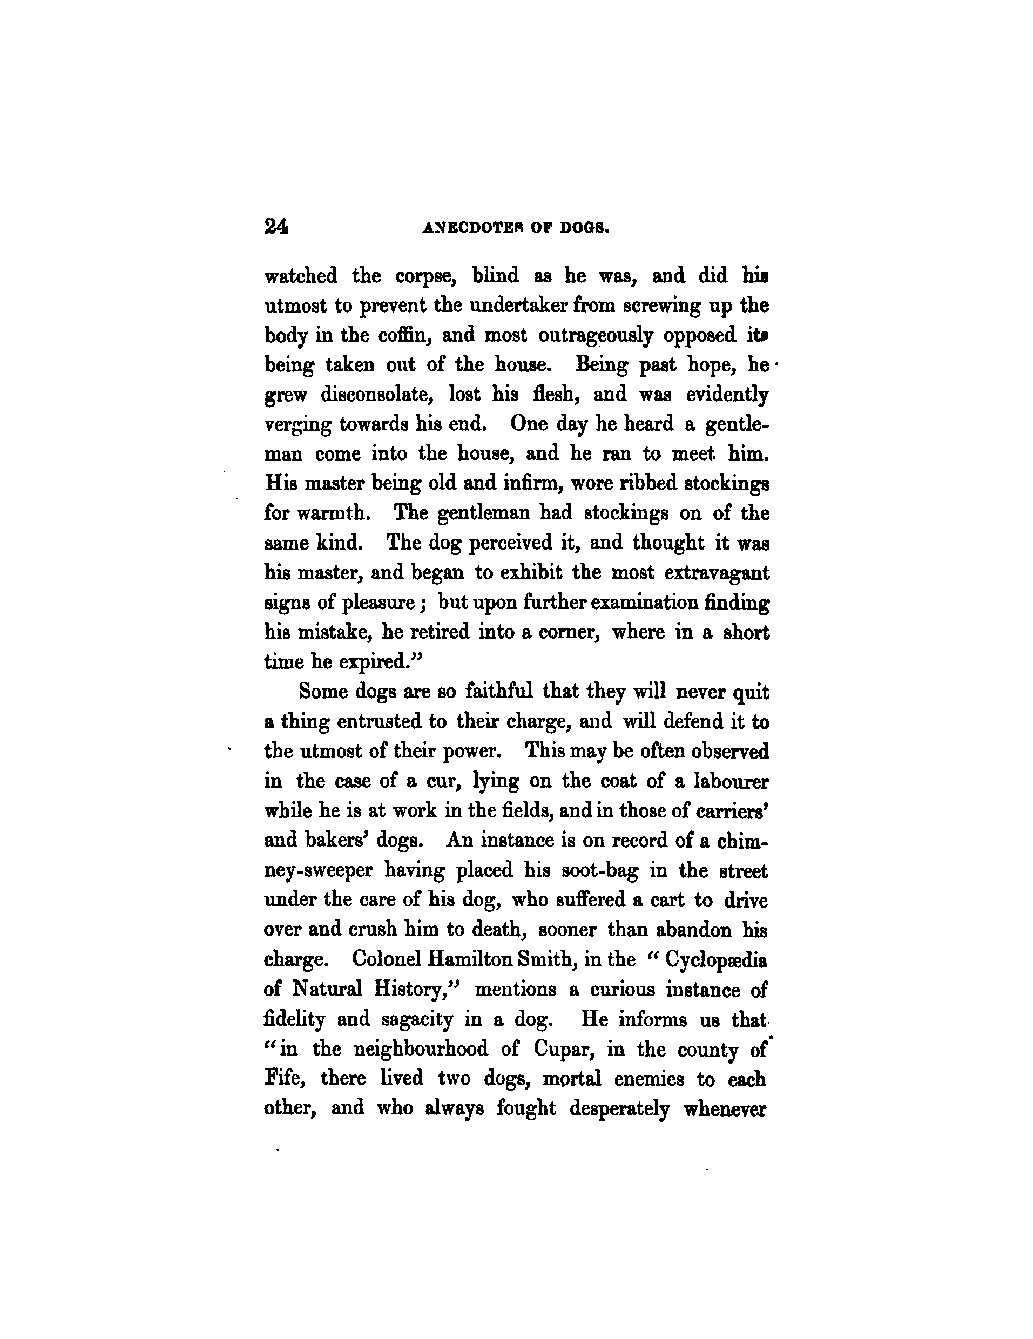 24 ANECDOTES OF DOGS.
watched the corpse, blind as he was, and did his
utmost to prevent the undertaker from screwing up the
body in the coffin, and most outrageously opposed its
being taken out of the house. Being past hope, he
grew disconsolate, lost his flesh, and was evidently
verging towards his end. One day he heard a gentle-
man come into the house, and he ran to meet him.
His master being old and infirm, wore ribbed stockings
for warmth. The gentleman had stockings on of the
same kind. The dog perceived it, and thought it was
his master, and began to exhibit the most extravagant
signs of pleasure ; but upon further examination finding
his mistake, he retired into a corner, where in a short
time he expired.”
Some dogs are so faithful that they will never quit
a thing entrusted to their charge, and will defend it to
the utmost of their power. This may be often observed
in the case of a cur, lying on the coat of a labourer
while he is at work in the fields, and in those of carriers’
and bakers’ dogs. An instance is on record of a chim-
ney-sweeper having placed his soot-bag in the street
under the care of his dog, who suffered a cart to drive
over and crush him to death, sooner than abandon his
charge. Colonel Hamilton Smith, in the “ Cyclopædia
of Natural History,” mentions a curious instance of
fidelity and sagacity in a dog. He informs us that
“in the neighbourhood of Cupar, in the county of
Fife, there lived two dogs, mortal enemies to each
other, and who always fought desperately whenever